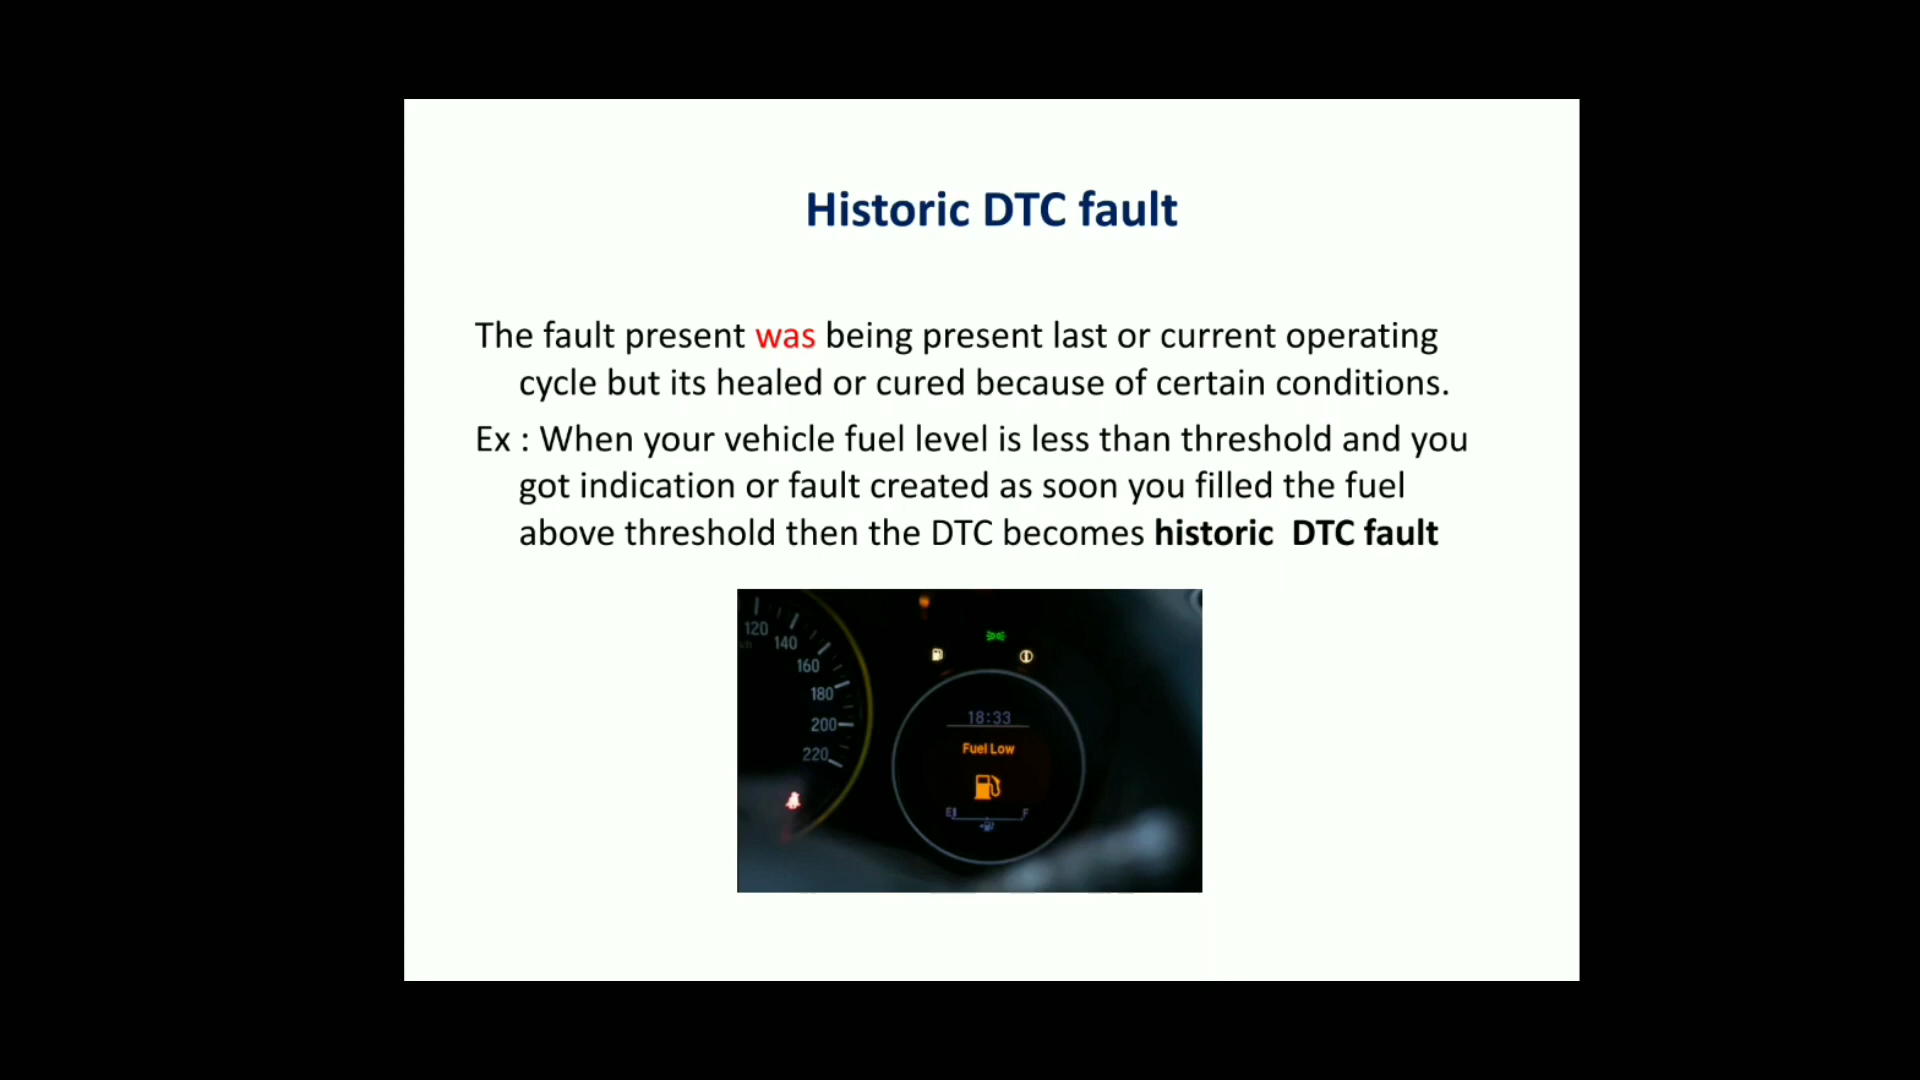 Historic DTC fault
The fault present was being present last or current operating
cycle but its healed or cured because of certain conditions.
Ex : When your vehicle fuel level is less than threshold and you
got indication or fault created as soon you filled the fuel
above threshold then the DTC becomes historic  DTC fault
120
140
160
180
200
220
18:33
Fuel Low
E
F